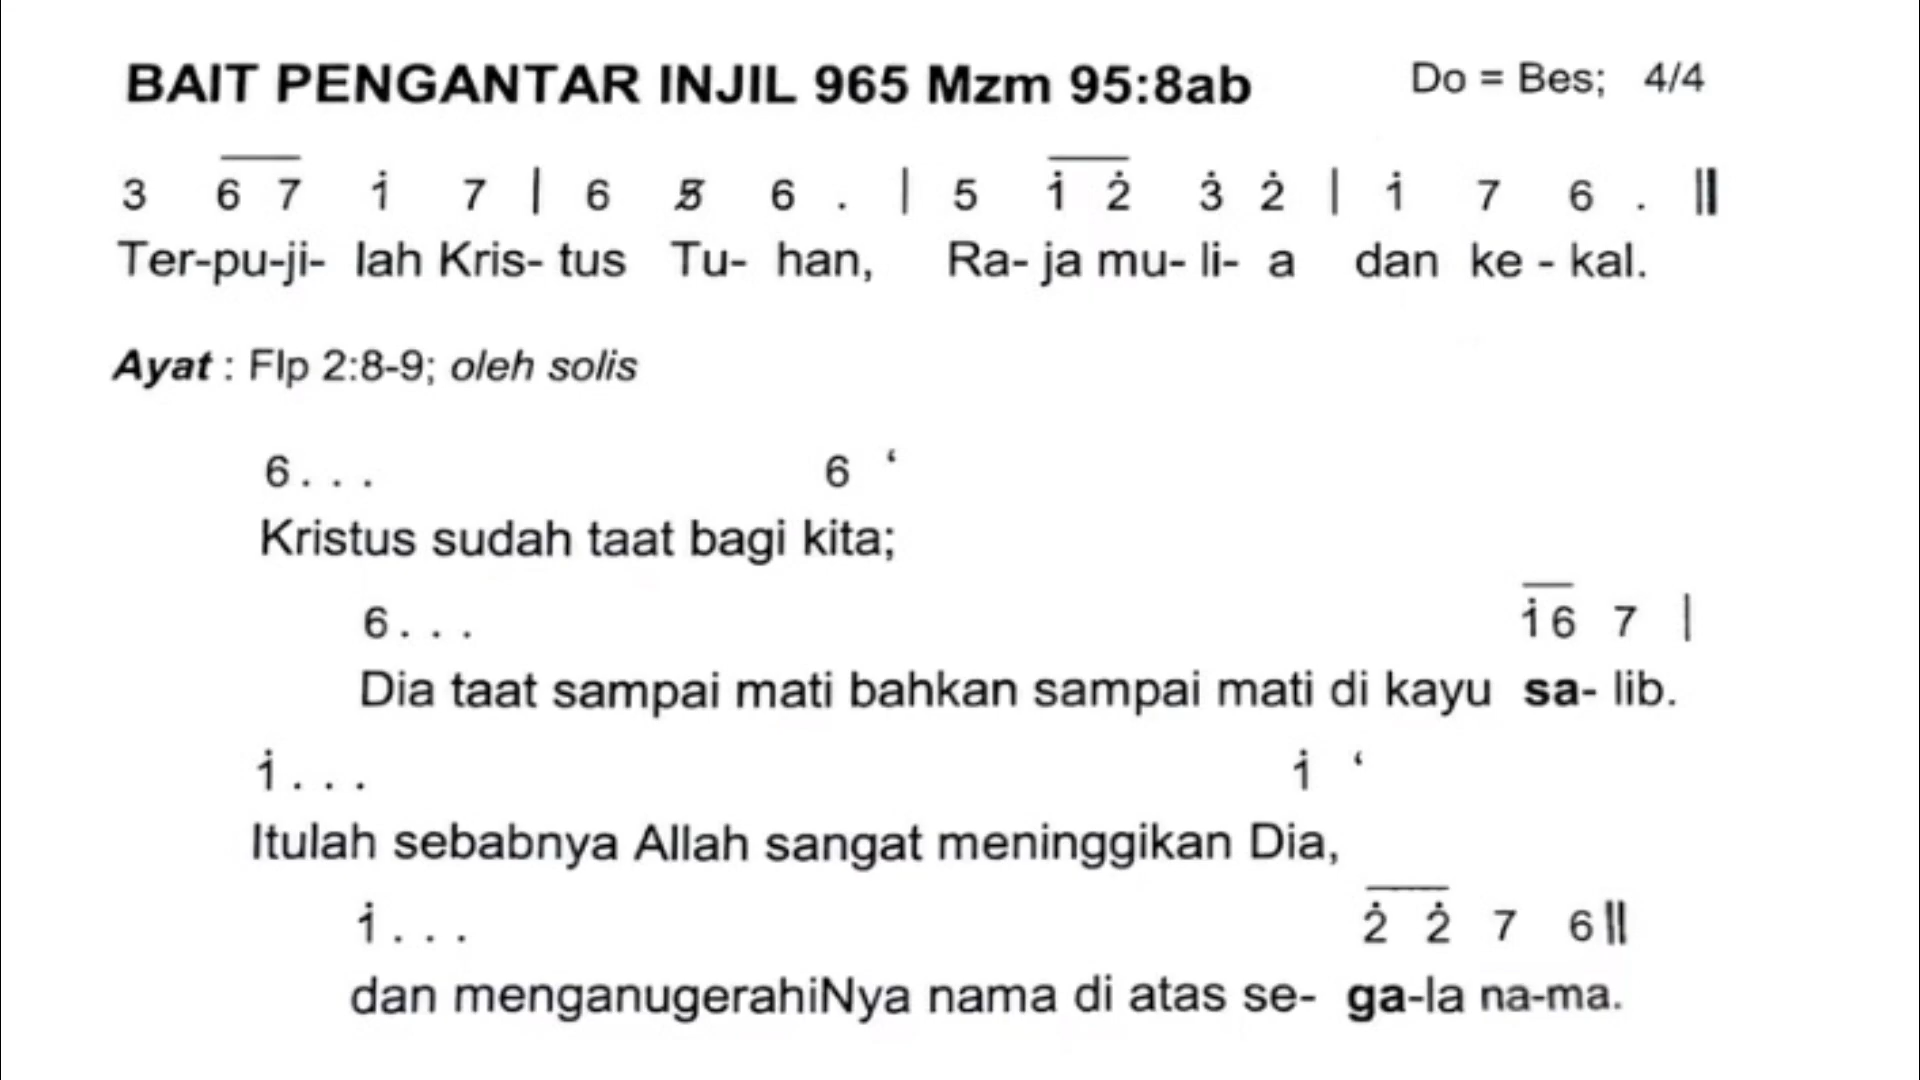 BAIT PENGANTAR INJIL 965 Mzm 95:8ab Do = Bes; 4/4
3 6̅ 7̅ 1̇ 7 | 6 5̸ 6 . | 5 1̇̅ 2̇̅ 3̇ 2̇ | 1̇ 7 6 . ||
Ter-pu-ji- lah Kris- tus Tu- han, Ra- ja mu- li- a dan ke - kal.
Ayat : Flp 2:8-9; oleh solis
6 . . . 6 ‘
Kristus sudah taat bagi kita;
6 . . . 1̇̅6̅ 7 |
Dia taat sampai mati bahkan sampai mati di kayu sa- lib.
1̇ . . . 1̇ ‘
Itulah sebabnya Allah sangat meninggikan Dia,
1̇ . . . 2̇̅ 2̇̅ 7 6 ||
dan menganugerahiNya nama di atas se- ga-la na-ma.